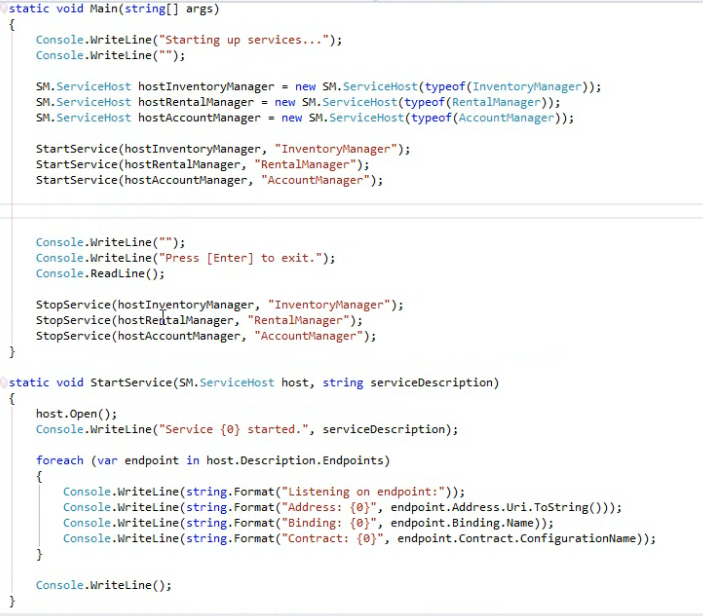 static void Main(string[] args)
{
Console.WriteLine("Starting up services...");
Console.WriteLine("");
SM.ServiceHost hostInventoryManager = new SM.ServiceHost(typeof(InventoryManager));
SM.ServiceHost hostRentalManager = new SM.ServiceHost(typeof(RentalManager));
SM.ServiceHost hostAccountManager = new SM.ServiceHost(typeof(AccountManager));
StartService(hostInventoryManager, "InventoryManager");
StartService(hostRentalManager, "RentalManager");
StartService(hostAccountManager, "AccountManager");
Console.WriteLine("");
Console.WriteLine("Press [Enter] to exit.");
Console.ReadLine();
StopService(hostInventoryManager, "InventoryManager");
StopService(hostRentalManager, "RentalManager");
StopService(hostAccountManager, "AccountManager");
}
static void StartService(SM.ServiceHost host, string serviceDescription)
{
host.Open();
Console.WriteLine("Service {0} started.", serviceDescription);
foreach (var endpoint in host.Description.Endpoints)
{
Console.WriteLine(string.Format("Listening on endpoint:"));
Console.WriteLine(string.Format("Address: {0}", endpoint.Address.Uri.ToString()));
Console.WriteLine(string.Format("Binding: {0}", endpoint.Binding.Name));
Console.WriteLine(string.Format("Contract: {0}", endpoint.Contract.ConfigurationName));
}
Console.WriteLine();
}